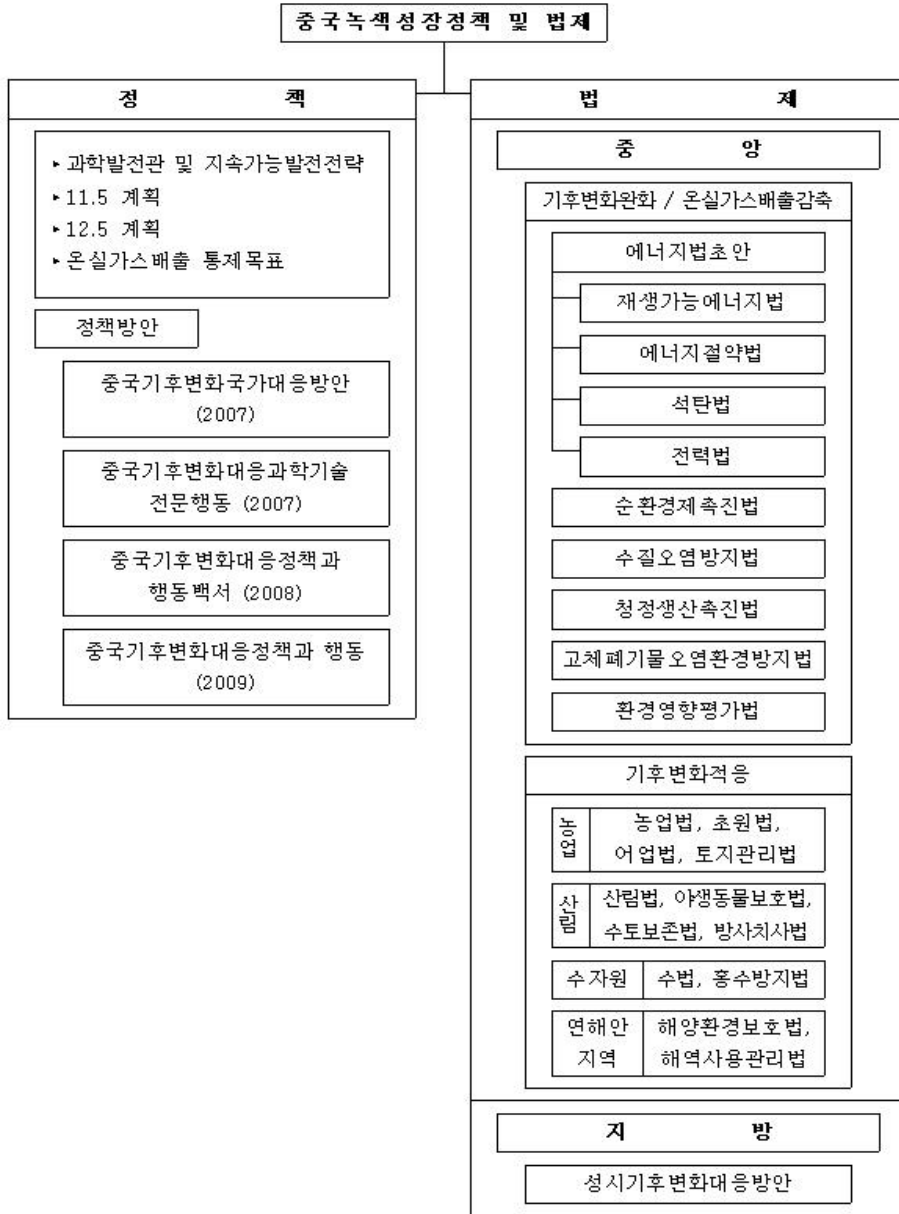 중국녹색성장정책 및 법제
정 책
▸과학발전관 및 지속가능발전전략
▸11.5 계획
▸12.5 계획
▸온실가스배출 통제목표
정책방안
중국기후변화국가대응방안
(2007)
중국기후변화대응과학기술
전문행동 (2007)
중국기후변화대응정책과
행동백서 (2008)
중국기후변화대응정책과 행동
(2009)
법 제
중 앙
기후변화완화 / 온실가스배출감축
에너지법초안
재생가능에너지법
에너지절약법
석탄법
전력법
순환경제촉진법
수질오염방지법
청정생산촉진법
고체폐기물오염환경방지법
환경영향평가법
기후변화적응
농업
농업법, 초원법,
어업법, 토지관리법
산림
산림법, 야생동물보호법,
수토보존법, 방사치사법
수자원
수법, 홍수방지법
연해안
지역
해양환경보호법,
해역사용관리법
지 방
성시기후변화대응방안